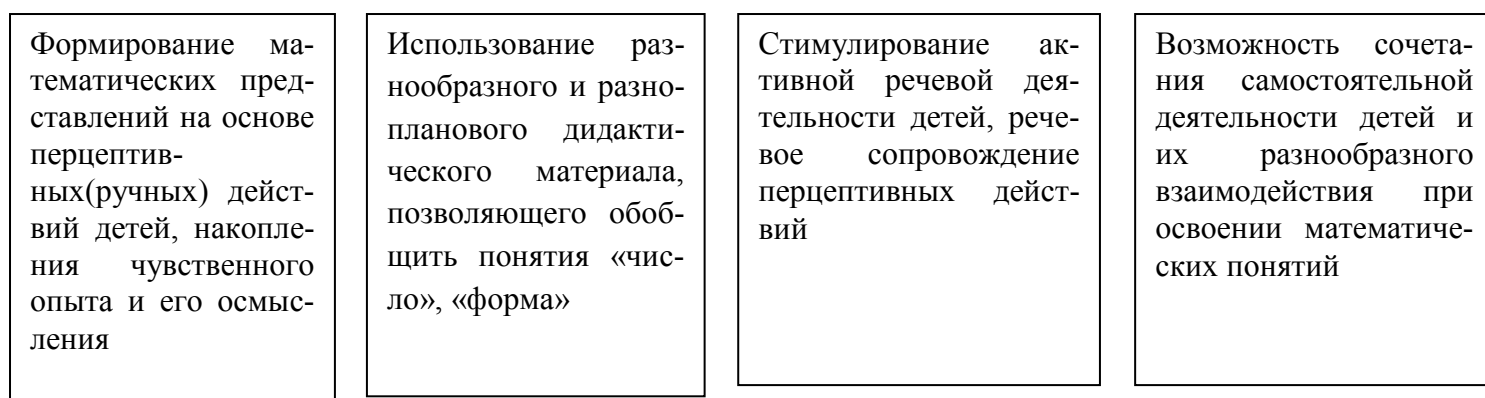 Формирование ма-
тематических пред-
ставлений на основе
перцептив-
ных(ручных) дейст-
вий детей, накопле-
ния чувственного
опыта и его осмыс-
ления
Использование раз-
нообразного и разно-
планового дидакти-
ческого материала,
позволяющего обоб-
щить понятия «чис-
ло», «форма»
Стимулирование ак-
тивной речевой дея-
тельности детей, рече-
вое сопровождение
перцептивных дейст-
вий
Возможность сочета-
ния самостоятельной
деятельности детей и
их разнообразного
взаимодействия при
освоении математиче-
ских понятий